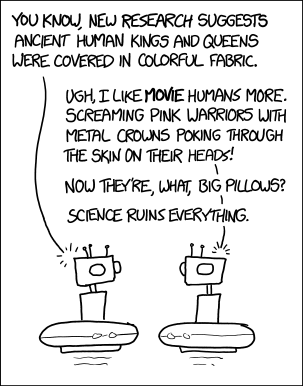 YOU KNOW, NEW RESEARCH SUGGESTS
ANCIENT HUMAN KINGS AND QUEENS
WERE COVERED IN COLORFUL FABRIC.
UGH, I LIKE MOVIE HUMANS MORE.
SCREAMING PINK WARRIORS WITH
METAL CROWNS POKING THROUGH
THE SKIN ON THEIR HEADS!
NOW THEY'RE, WHAT, BIG PILLOWS?
SCIENCE RUINS EVERYTHING.